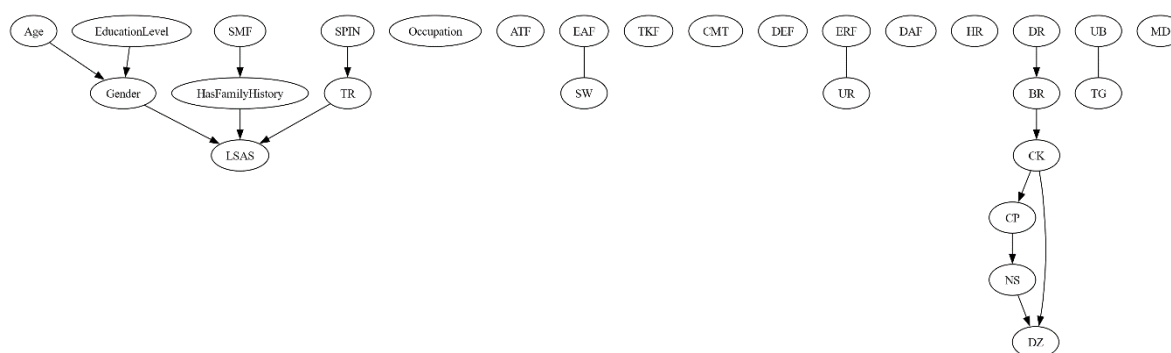 Age EducationLevel SMF SPIN Occupation ATF EAF TKF CMT DEF ERF DAF HR DR UB MD
Gender HasFamilyHistory TR SW UR BR TG
LSAS CK
CP
NS
DZ